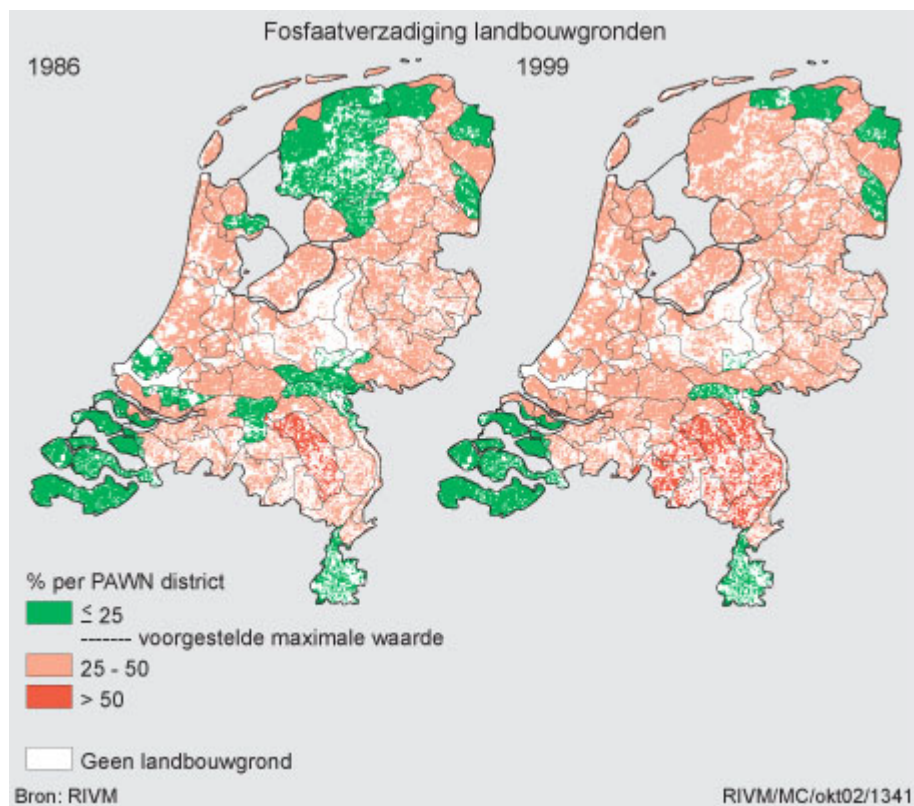 Fosfaatverzadiging landbouwgronden
1986
1999
% per PAWN district
≤ 25
------- voorgestelde maximale waarde
25 - 50
> 50
Geen landbouwgrond
Bron: RIVM
RIVM/MC/okt02/1341